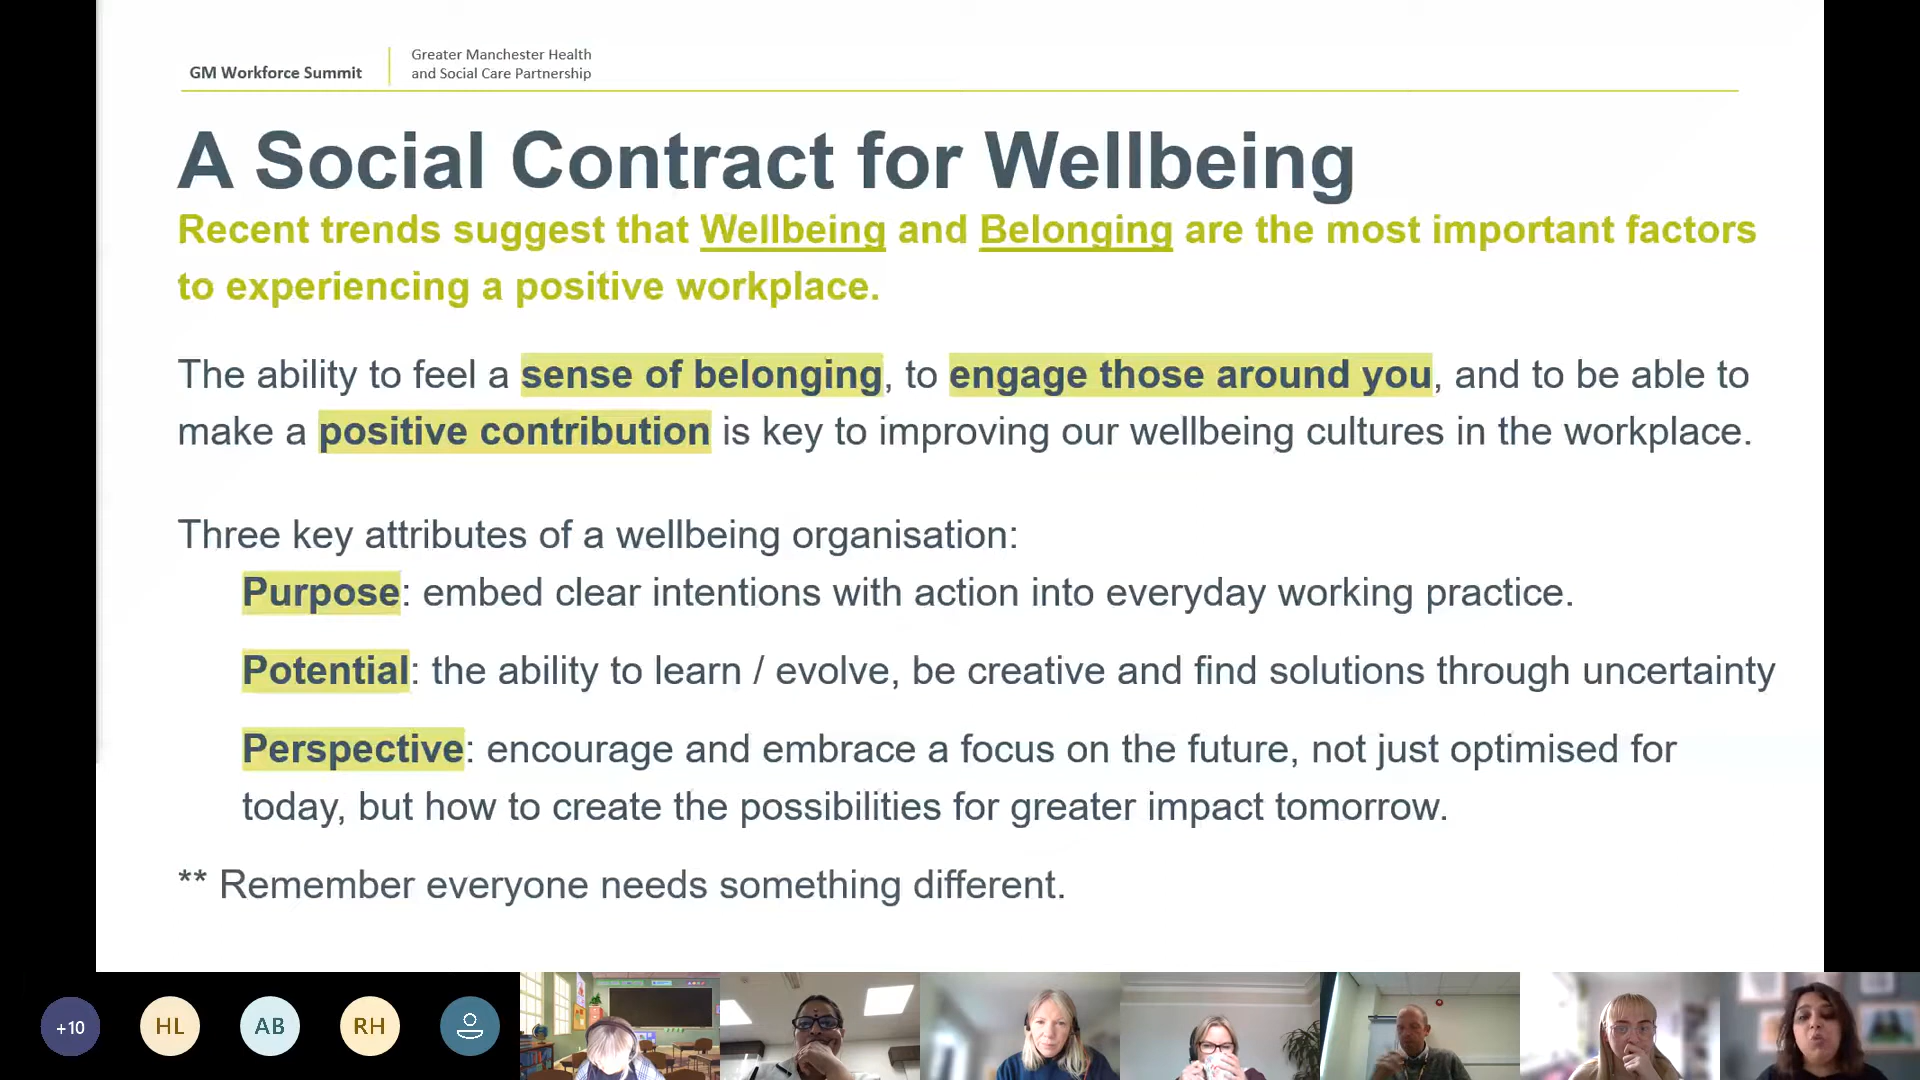 GM Workforce Summit
Greater Manchester Health
and Social Care Partnership
A Social Contract for Wellbeing
Recent trends suggest that Wellbeing and Belonging are the most important factors
to experiencing a positive workplace.
The ability to feel a sense of belonging, to engage those around you, and to be able to
make a positive contribution is key to improving our wellbeing cultures in the workplace.
Three key attributes of a wellbeing organisation:
Purpose: embed clear intentions with action into everyday working practice.
Potential: the ability to learn / evolve, be creative and find solutions through uncertainty
Perspective: encourage and embrace a focus on the future, not just optimised for
today, but how to create the possibilities for greater impact tomorrow.
** Remember everyone needs something different.
+10 HL AB RH